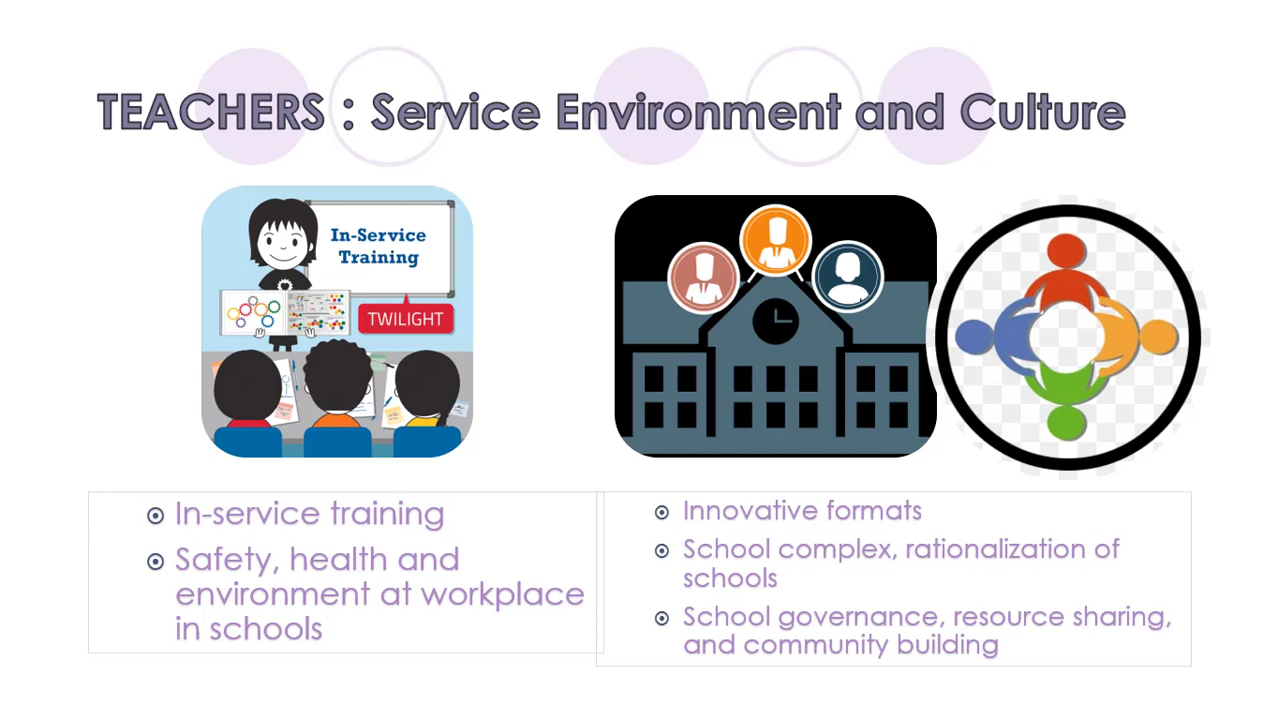 TEACHERS : Service Environment and Culture
In-Service
Training
TWILIGHT
In-service training
Safety, health and
environment at workplace
in schools
Innovative formats
School complex, rationalization of
schools
School governance, resource sharing,
and community building